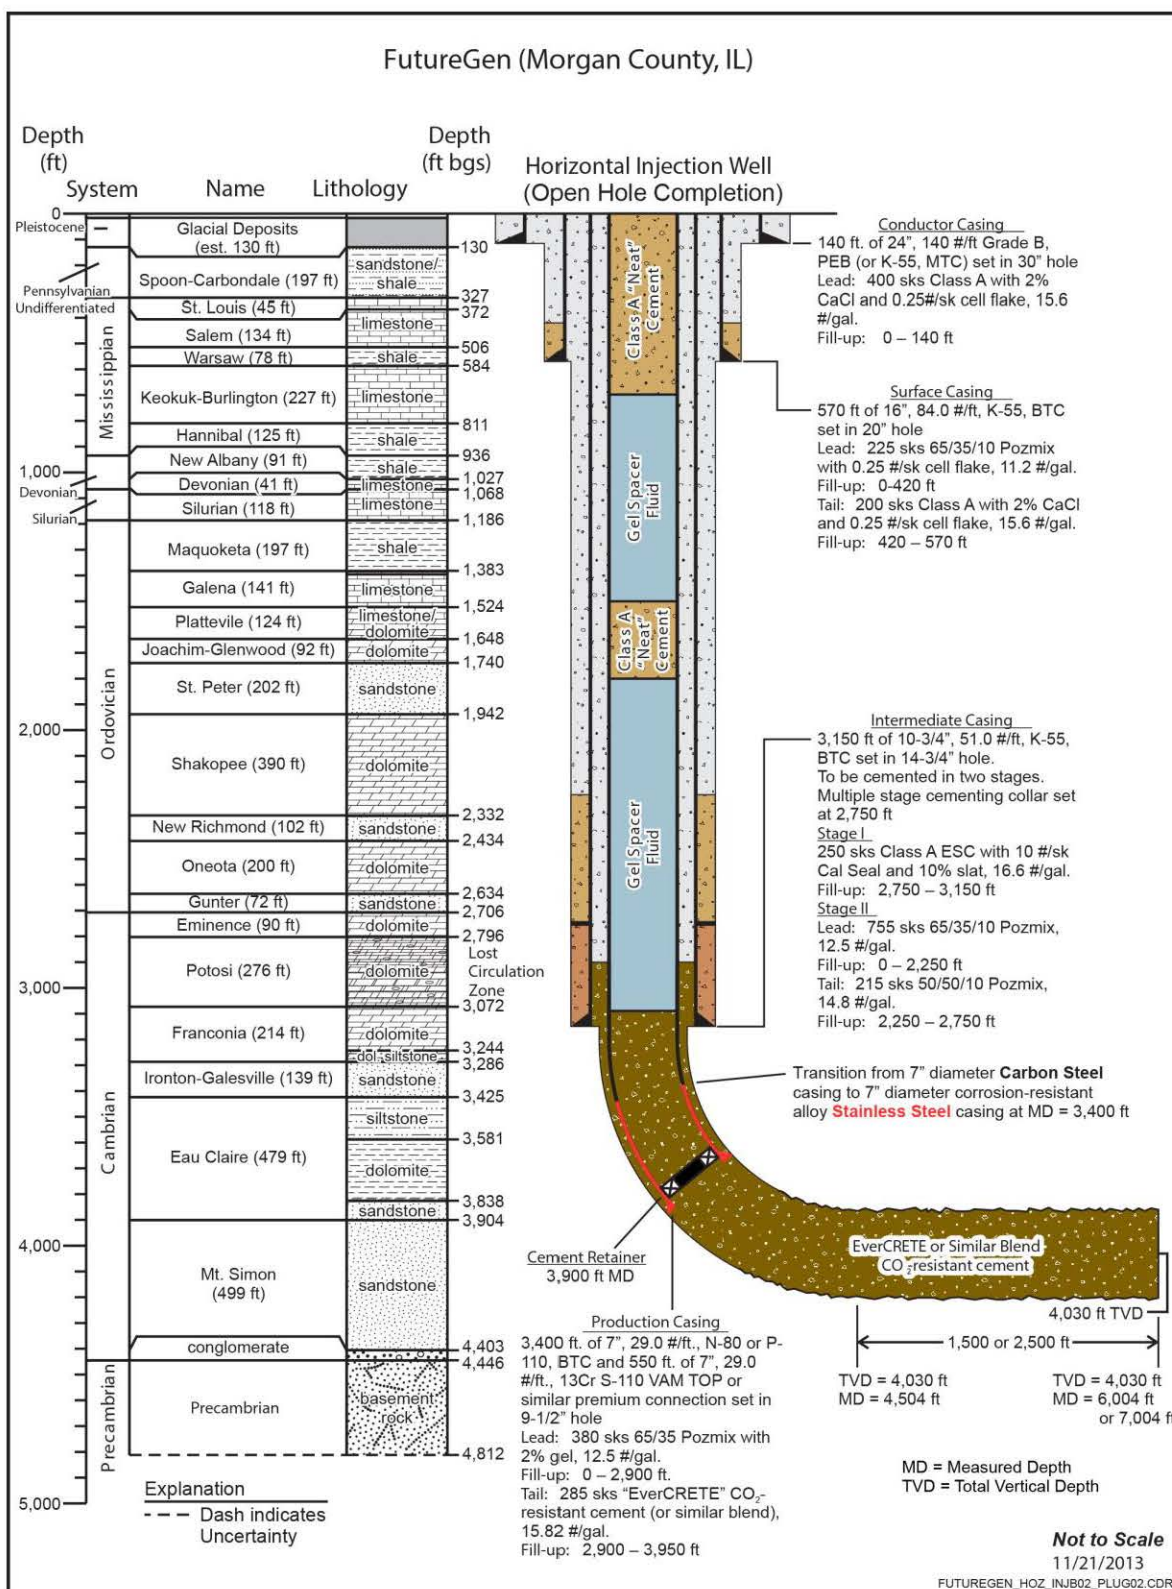 FutureGen (Morgan County, IL)
Depth
(ft)
System
Name
Lithology
Depth
(ft bgs)
Horizontal Injection Well
(Open Hole Completion)
0
1,000
2,000
3,000
4,000
5,000
Pleistocene
Pennsylvanian
Undifferentiated
Mississippian
Devonian
Silurian
Ordovician
Cambrian
Precambrian
Glacial Deposits
(est. 130 ft)
Spoon-Carbondale (197 ft)
St. Louis (45 ft)
Salem (134 ft)
Warsaw (78 ft)
Keokuk-Burlington (227 ft)
Hannibal (125 ft)
New Albany (91 ft)
Devonian (41 ft)
Silurian (118 ft)
Maquoketa (197 ft)
Galena (141 ft)
Plattevile (124 ft)
Joachim-Glenwood (92 ft)
St. Peter (202 ft)
Shakopee (390 ft)
New Richmond (102 ft)
Oneota (200 ft)
Gunter (72 ft)
Eminence (90 ft)
Potosi (276 ft)
Franconia (214 ft)
Ironton-Galesville (139 ft)
Eau Claire (479 ft)
Mt. Simon
(499 ft)
conglomerate
Precambrian
sandstone/
shale
limestone
shale
limestone
shale
shale
limestone
limestone
shale
limestone
limestone/
dolomite
dolomite
sandstone
dolomite
sandstone
dolomite
sandstone
dolomite
dolomite
dolomite
dol. siltstone
sandstone
siltstone
dolomite
sandstone
sandstone
basement
rock
130
327
372
506
584
811
936
1,027
1,068
1,186
1,383
1,524
1,648
1,740
1,942
2,332
2,434
2,634
2,706
2,796
Lost
Circulation
Zone
3,072
3,244
3,286
3,425
3,581
3,838
3,904
4,403
4,446
4,812
Class A "Neat"
Cement
Gel Spacer
Fluid
Class A
"Neat"
Cement
Gel Spacer
Fluid
Conductor Casing
140 ft. of 24", 140 #/ft Grade B,
PEB (or K-55, MTC) set in 30" hole
Lead: 400 sks Class A with 2%
CaCl and 0.25#/sk cell flake, 15.6
#/gal.
Fill-up: 0 – 140 ft
Surface Casing
570 ft of 16", 84.0 #/ft, K-55, BTC
set in 20" hole
Lead: 225 sks 65/35/10 Pozmix
with 0.25 #/sk cell flake, 11.2 #/gal.
Fill-up: 0-420 ft
Tail: 200 sks Class A with 2% CaCl
and 0.25 #/sk cell flake, 15.6 #/gal.
Fill-up: 420 – 570 ft
Intermediate Casing
3,150 ft of 10-3/4", 51.0 #/ft, K-55,
BTC set in 14-3/4" hole.
To be cemented in two stages.
Multiple stage cementing collar set
at 2,750 ft
Stage I
250 sks Class A ESC with 10 #/sk
Cal Seal and 10% slat, 16.6 #/gal.
Fill-up: 2,750 – 3,150 ft
Stage II
Lead: 755 sks 65/35/10 Pozmix,
12.5 #/gal.
Fill-up: 0 – 2,250 ft
Tail: 215 sks 50/50/10 Pozmix,
14.8 #/gal.
Fill-up: 2,250 – 2,750 ft
Transition from 7" diameter Carbon Steel
casing to 7" diameter corrosion-resistant
alloy Stainless Steel casing at MD = 3,400 ft
Cement Retainer
3,900 ft MD
EverCRETE or Similar Blend
CO2-resistant cement
4,030 ft TVD
1,500 or 2,500 ft
TVD = 4,030 ft
MD = 4,504 ft
TVD = 4,030 ft
MD = 6,004 ft
or 7,004 ft
Production Casing
3,400 ft. of 7", 29.0 #/ft., N-80 or P-
110, BTC and 550 ft. of 7", 29.0
#/ft., 13Cr S-110 VAM TOP or
similar premium connection set in
9-1/2" hole
Lead: 380 sks 65/35 Pozmix with
2% gel, 12.5 #/gal.
Fill-up: 0 – 2,900 ft.
Tail: 285 sks "EverCRETE" CO2-
resistant cement (or similar blend),
15.82 #/gal.
Fill-up: 2,900 – 3,950 ft
MD = Measured Depth
TVD = Total Vertical Depth
Explanation
Dash indicates
Uncertainty
Not to Scale
11/21/2013
FUTUREGEN_HOZ_INJB02_PLUG02.CDR